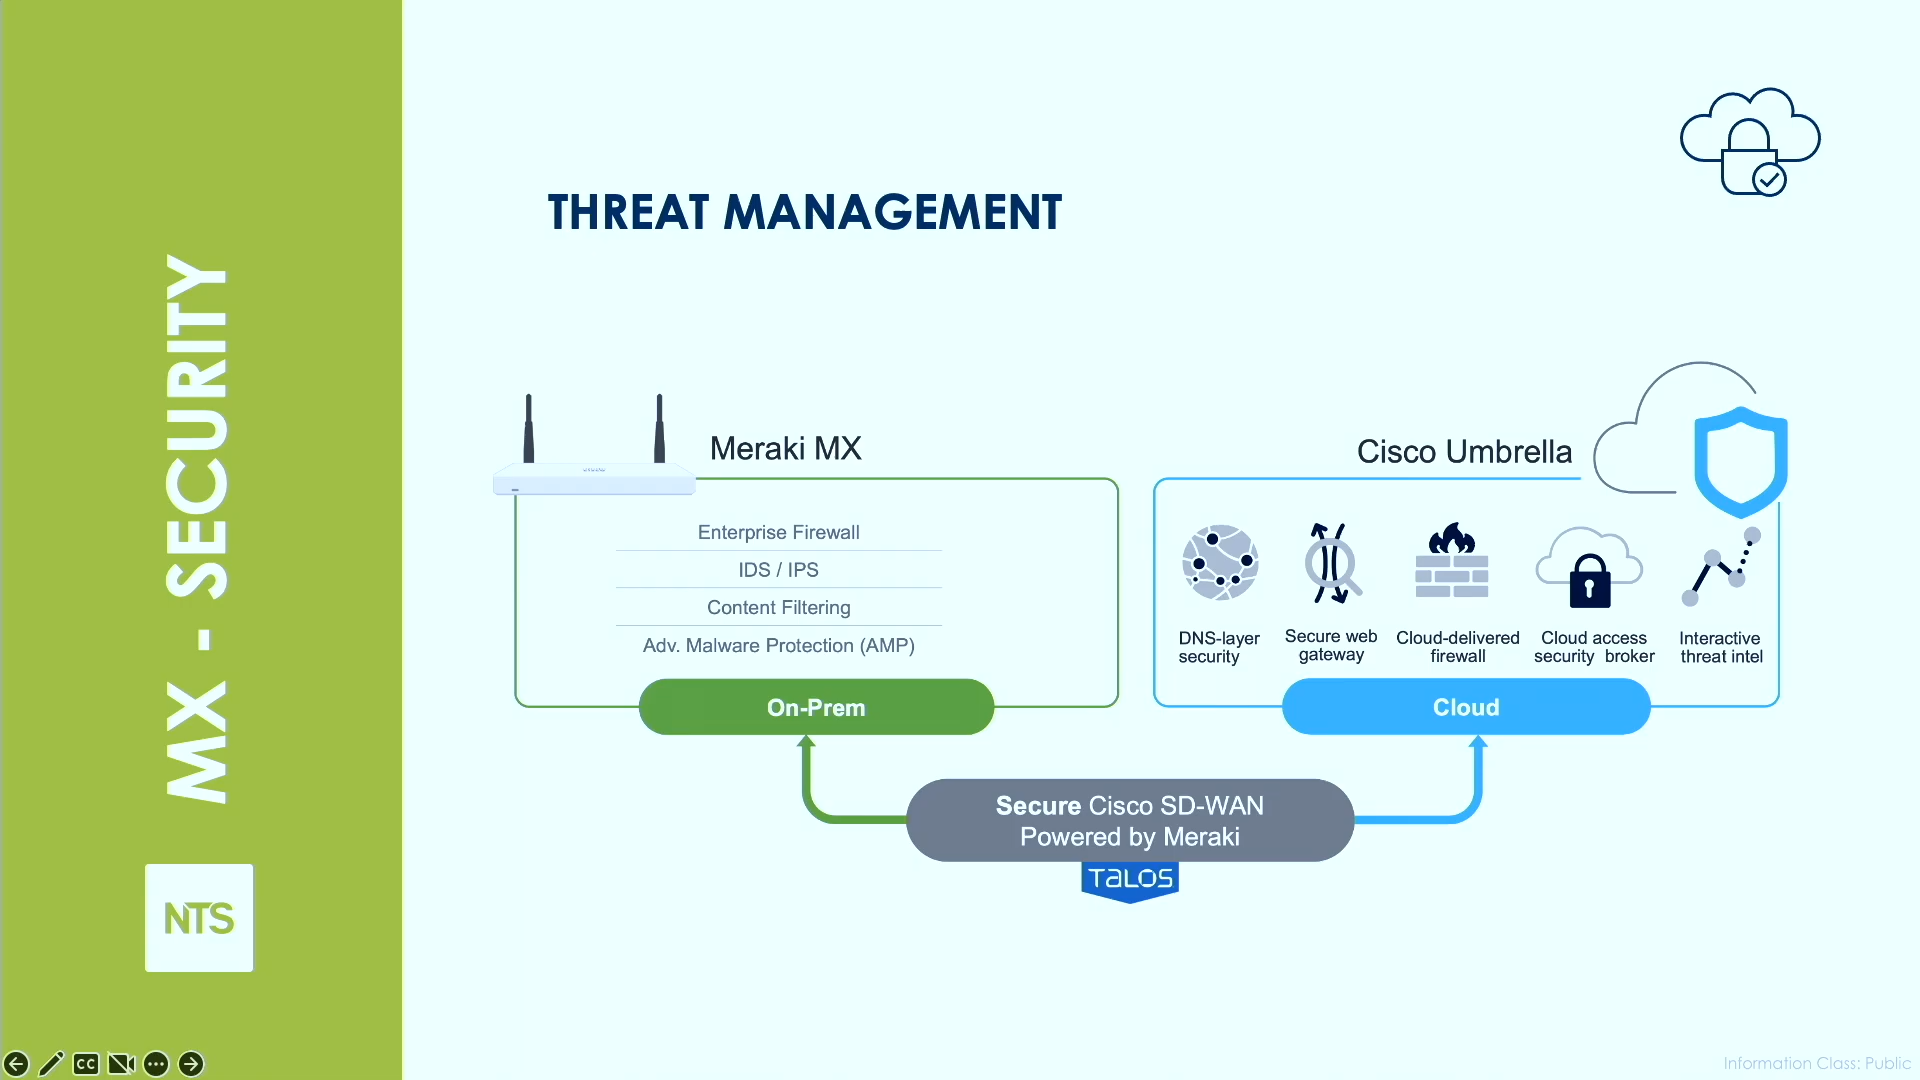 MX - SECURITY
NTS
THREAT MANAGEMENT
Meraki MX
Enterprise Firewall
IDS / IPS
Content Filtering
Adv. Malware Protection (AMP)
On-Prem
Cisco Umbrella
DNS-layer
security
Secure web
gateway
Cloud-delivered
firewall
Cloud access
security broker
Interactive
threat intel
Cloud
Secure Cisco SD-WAN
Powered by Meraki
TALOS
CC
Information Class: Public